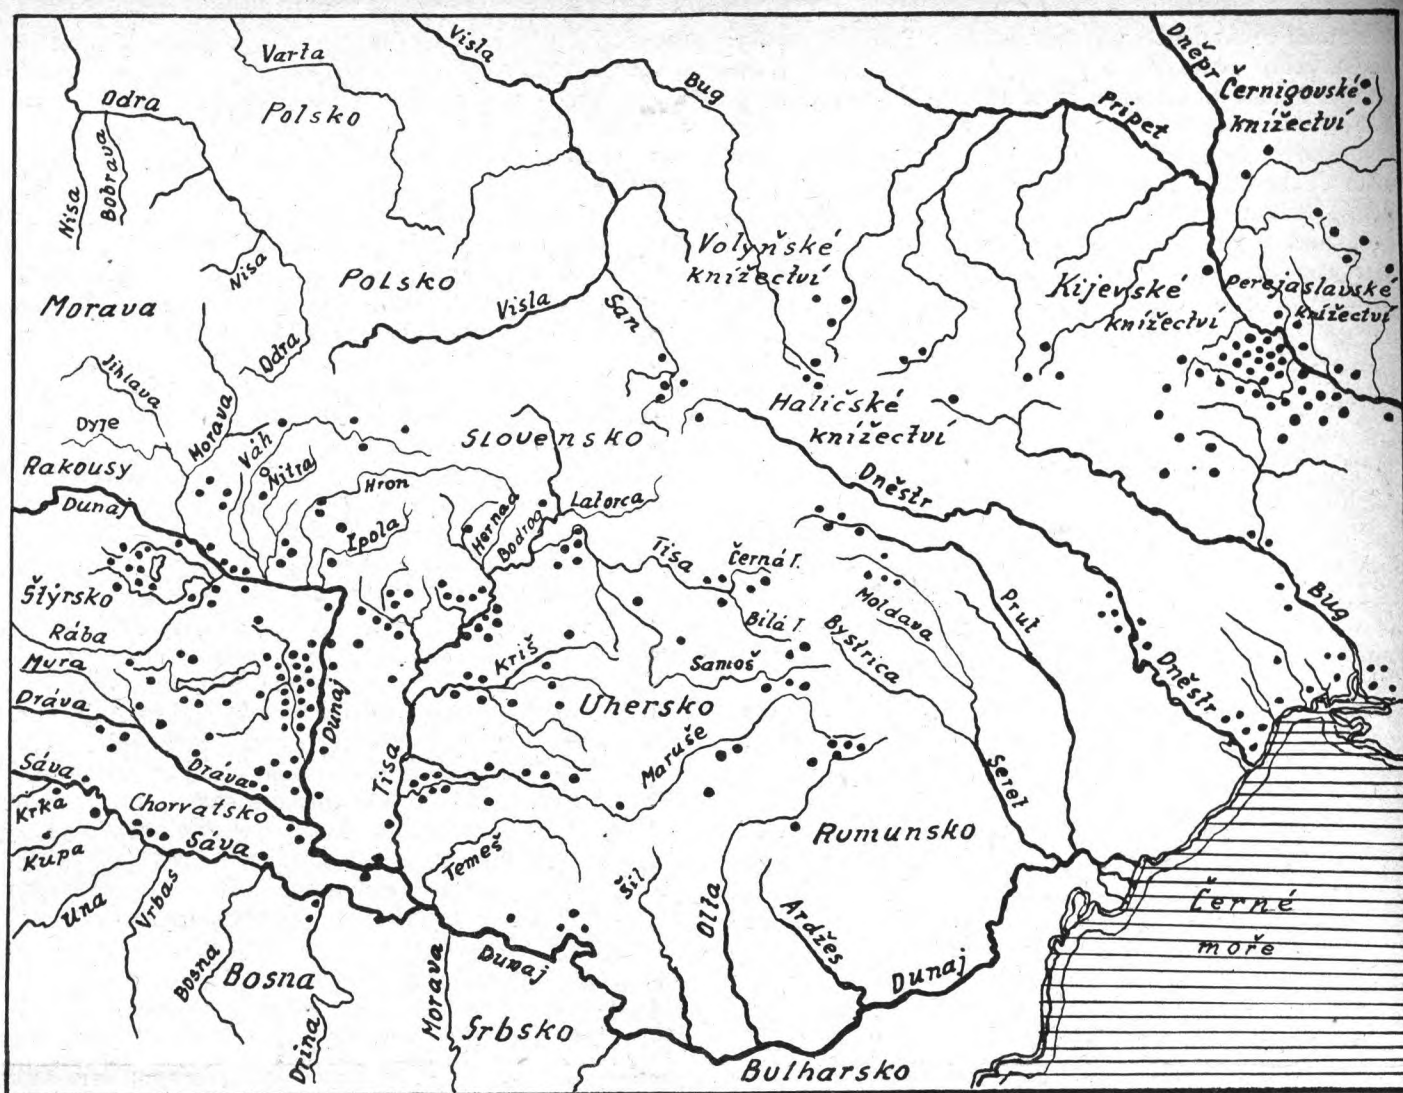 Varta
Visla
Bug
Dněpr
Černigovské
knížectví
Odra
Polsko
Pripet
Nisa
Bobrava
Nisa
Volyňské
knížectví
Kijevské
knížectví
Perejaslavské
knížectví
Morava
Polsko
Visla
San
Odra
Jihlava
Dyje
Morava
Váh
Nitra
Slovensko
Haličské
knížectví
Rakousy
Hron
Dunaj
Ipola
Hernad
Bodrog
Latorca
Dněstr
Tisa
Černá T.
Bílá T.
Moldava
Bystrica
Prut
Bug
Štýrsko
Rába
Mura
Dráva
Dunaj
Kriš
Samoš
Uhersko
Dněstr
Sáva
Krka
Kupa
Dráva
Chorvatsko
Sáva
Tisa
Maruše
Seret
Rumunsko
Temeš
Šil
Olta
Ardžes
Una
Vrbas
Bosna
Bosna
Drina
Morava
Dunaj
Srbsko
Dunaj
Bulharsko
Černé
moře